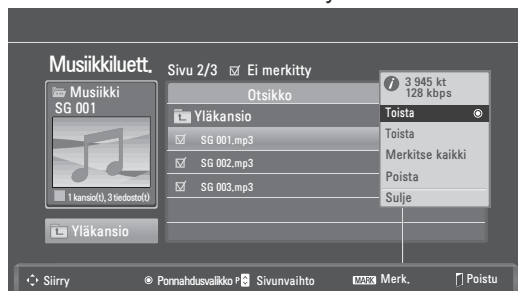 Musiikkiluett.
Sivu 2/3 ☑ Ei merkitty
Musiikki
SG 001
1 kansio(t), 3 tiedosto(t)
Yläkansio
Otsikko
Yläkansio
SG 001.mp3
SG 002.mp3
SG 003.mp3
3 945 kt
128 kbps
Toista
Toista
Merkitse kaikki
Poista
Sulje
Siirry
Ponnahdusvalikko
P Sivunvaihto
MARK Merk.
Poistu